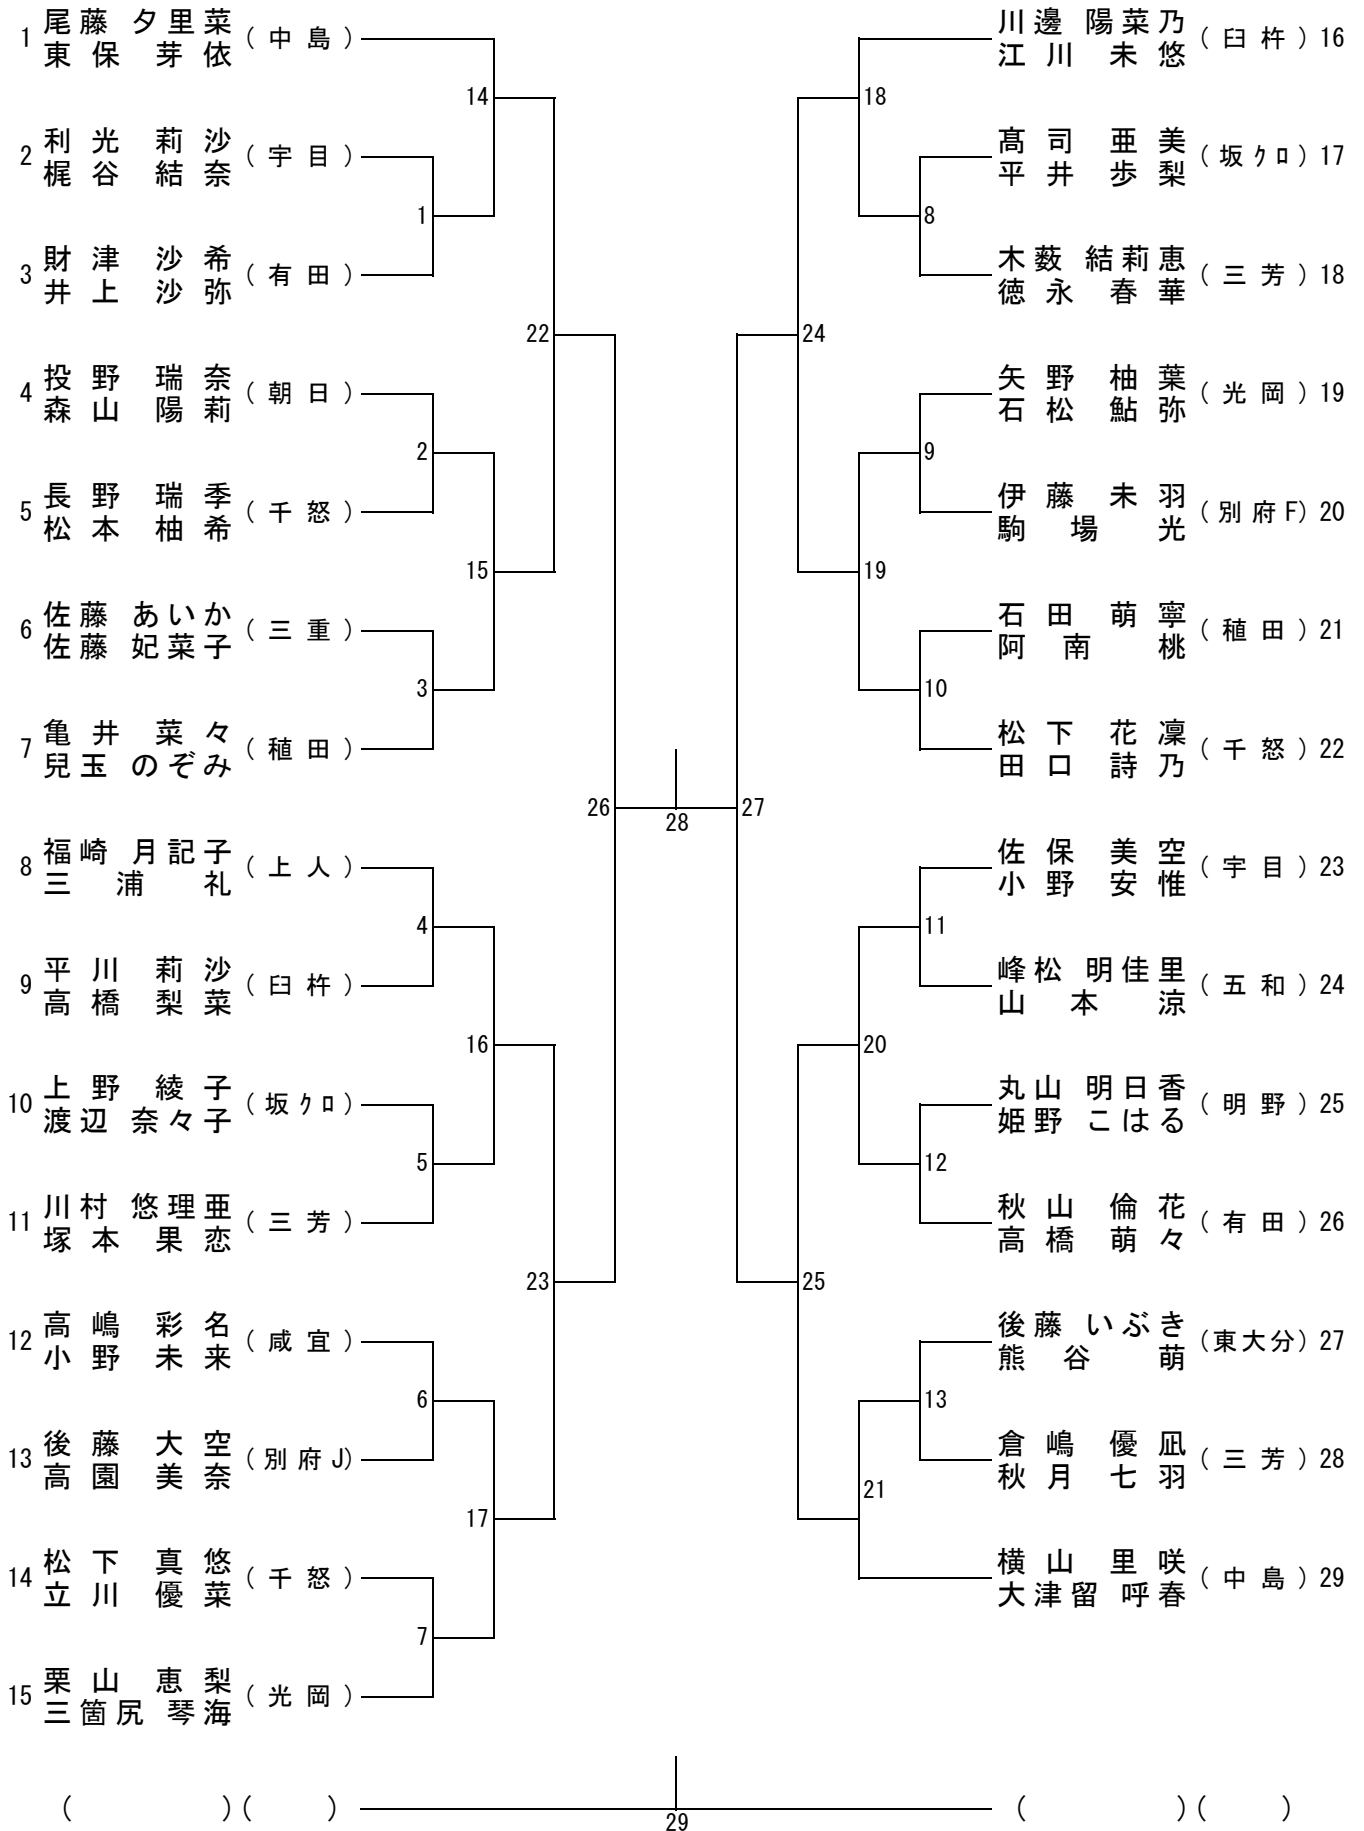 1 尾藤 夕里菜 (中島)
東保 芽依
14
2 利光 莉沙 (宇目)
梶谷 結奈
1
3 財津 沙希 (有田)
井上 沙弥
22
4 投野 瑞奈 (朝日)
森山 陽莉
2
5 長野 瑞季 (千怒)
松本 柚希
15
6 佐藤 あいか (三重)
佐藤 妃菜子
3
7 亀井 菜々 (稙田)
兒玉 のぞみ
26
8 福崎 月記子 (上人)
三浦 礼
4
9 平川 莉沙 (臼杵)
高橋 梨菜
16
10 上野 綾子 (坂クロ)
渡辺 奈々子
5
11 川村 悠理亜 (三芳)
塚本 果恋
23
12 高嶋 彩名 (咸宜)
小野 未来
6
13 後藤 大空 (別府J)
高園 美奈
17
14 松下 真悠 (千怒)
立川 優菜
7
15 栗山 恵梨 (光岡)
三箇尻 琴海
28
川邊 陽菜乃 (臼杵) 16
江川 未悠
18
髙司 亜美 (坂クロ) 17
平井 歩梨
8
木薮 結莉恵 (三芳) 18
徳永 春華
24
矢野 柚葉 (光岡) 19
石松 鮎弥
9
伊藤 未羽 (別府F) 20
駒場 光
19
石田 萌寧 (稙田) 21
阿南 桃
10
松下 花凜 (千怒) 22
田口 詩乃
27
佐保 美空 (宇目) 23
小野 安惟
11
峰松 明佳里 (五和) 24
山本 涼
20
丸山 明日香 (明野) 25
姫野 こはる
12
秋山 倫花 (有田) 26
高橋 萌々
25
後藤 いぶき (東大分) 27
熊谷 萌
13
倉嶋 優凪 (三芳) 28
秋月 七羽
21
横山 里咲 (中島) 29
大津留 呼春
( )( ) 29 ( )( )